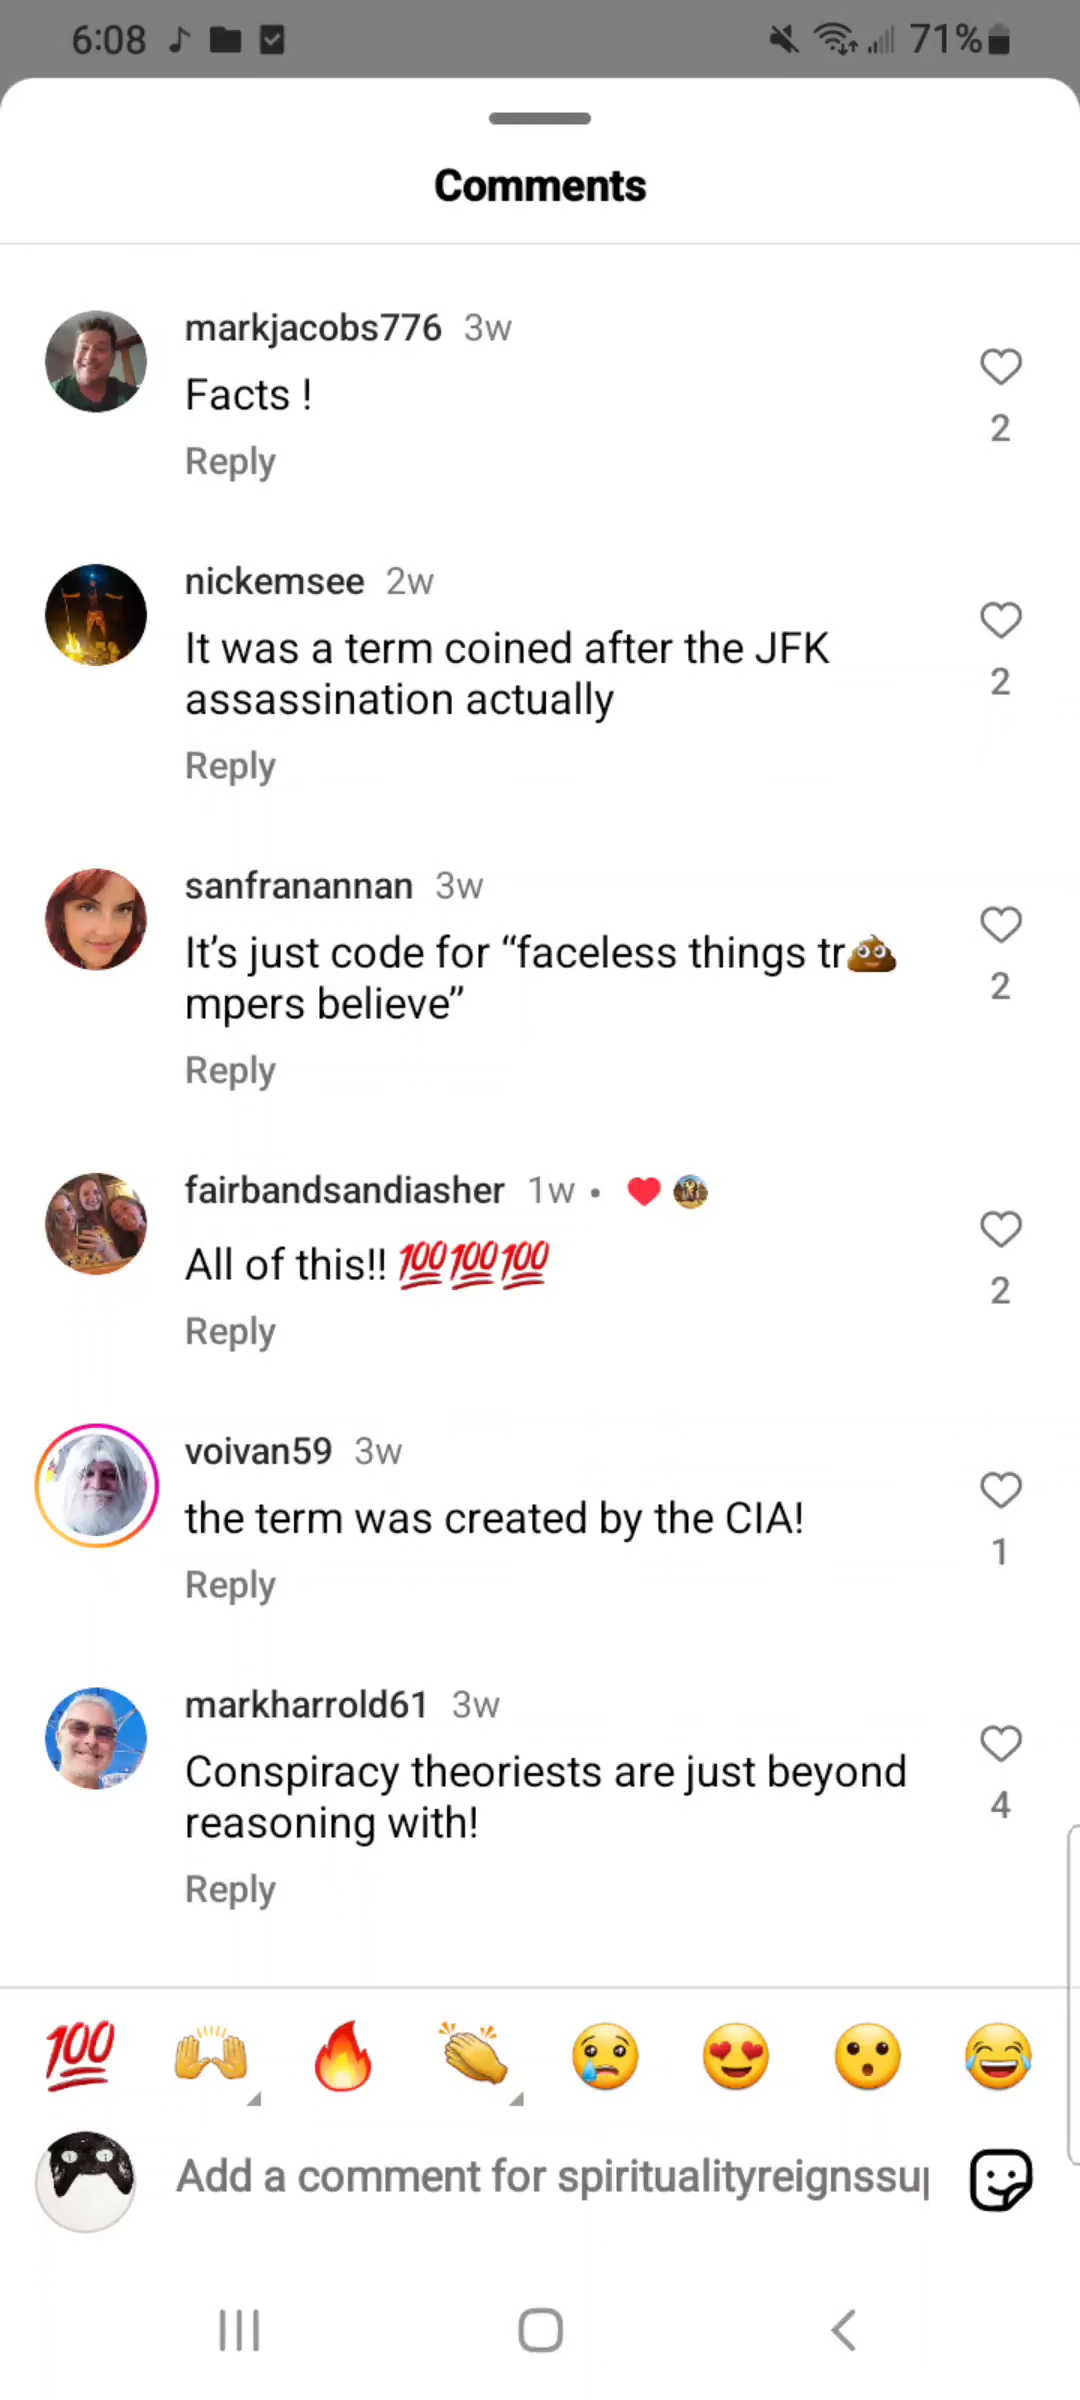 6:08 71%
Comments
markjacobs776 3w
Facts !
2
Reply
nickemsee 2w
It was a term coined after the JFK
assassination actually
2
Reply
sanfranannan 3w
It’s just code for “faceless things tr💩
mpers believe”
2
Reply
fairbandsandiasher 1w • ❤️
All of this!! 💯💯💯
2
Reply
voivan59 3w
the term was created by the CIA!
1
Reply
markharrold61 3w
Conspiracy theoriests are just beyond
reasoning with!
4
Reply
💯 🙌 🔥 👏 😢 😍 😮 😂
Add a comment for spiritualityreignssu